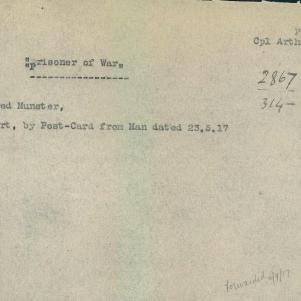 P
Cpl Arth
"Prisoner of War"
2867
314-
ed Munster,
rt, by Post-Card from Man dated 23.5.17
Forwarded 6/9/17